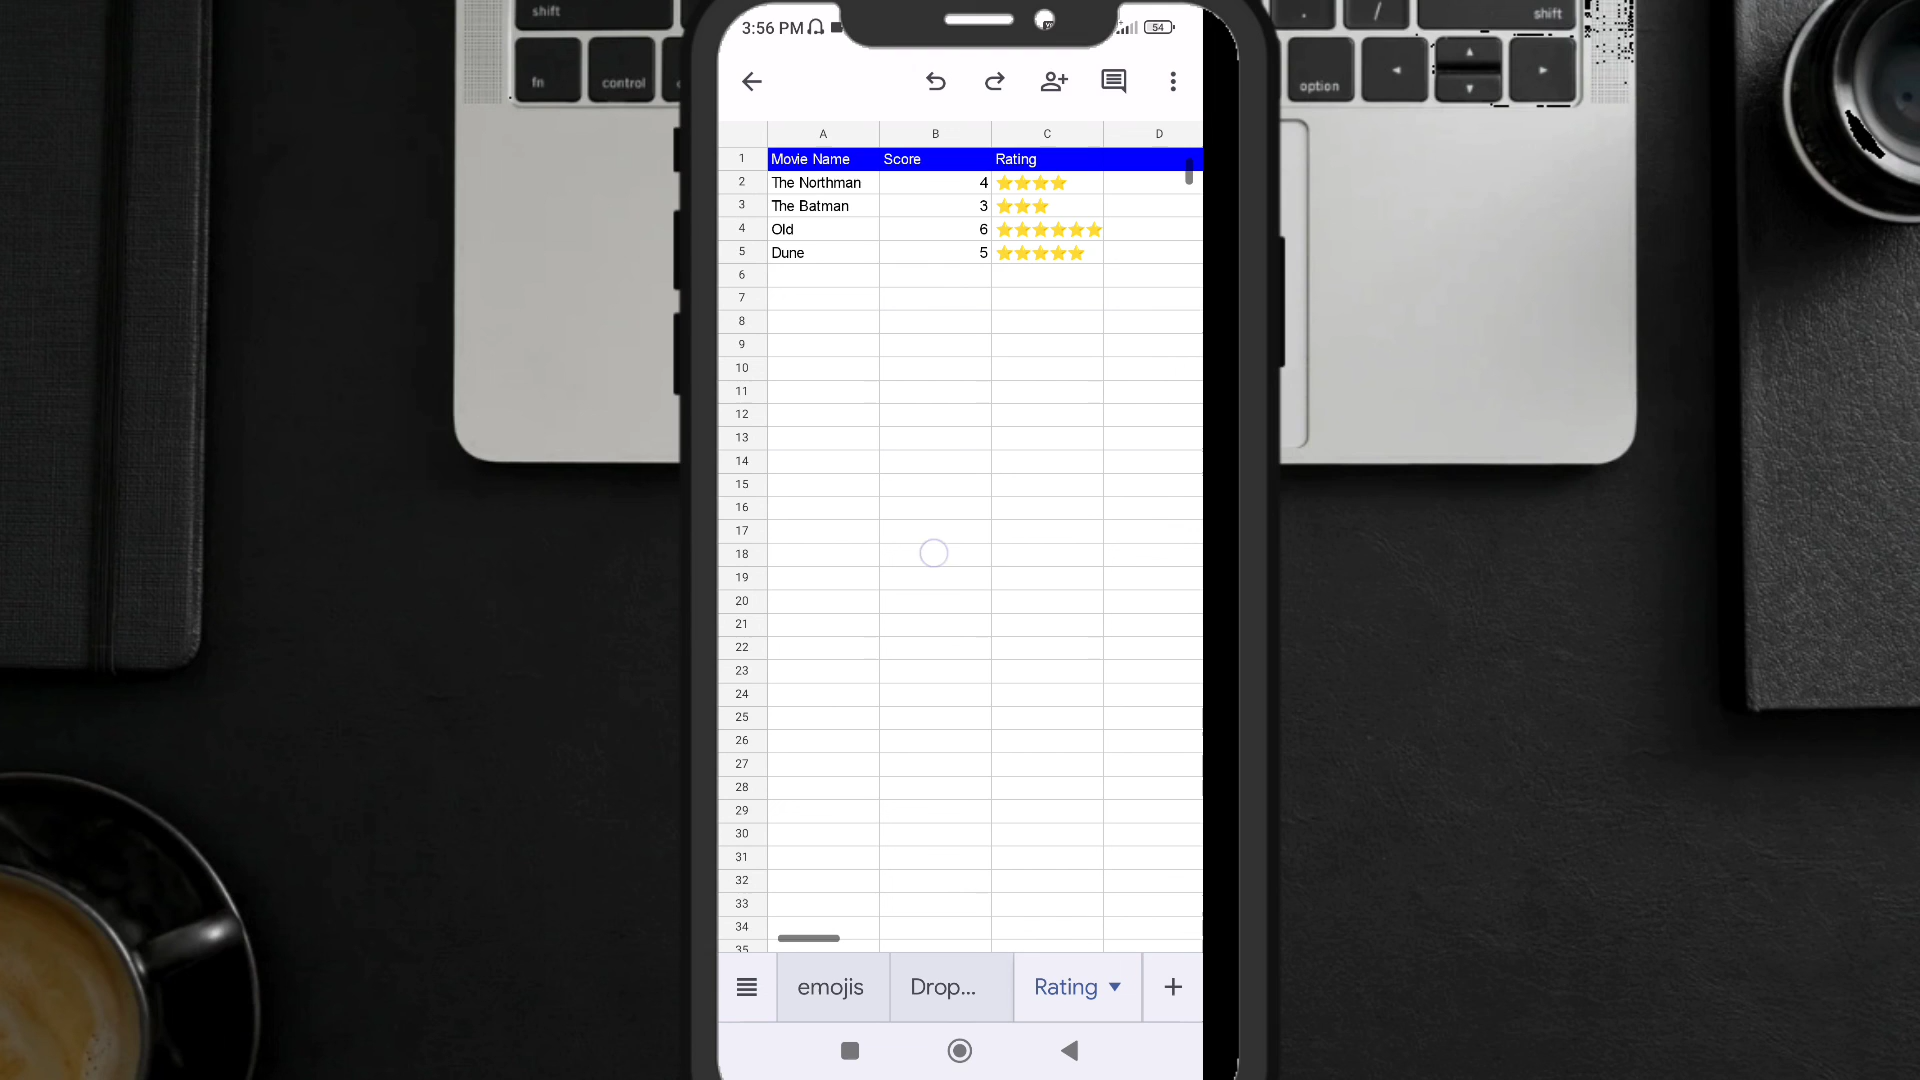 shift
fn
control
.
/
shift
option
3:56 PM
54
A B C D
1 Movie Name Score Rating
2 The Northman 4 ⭐⭐⭐⭐
3 The Batman 3 ⭐⭐⭐
4 Old 6 ⭐⭐⭐⭐⭐⭐
5 Dune 5 ⭐⭐⭐⭐⭐
6
7
8
9
10
11
12
13
14
15
16
17
18
19
20
21
22
23
24
25
26
27
28
29
30
31
32
33
34
35
emojis Drop... Rating